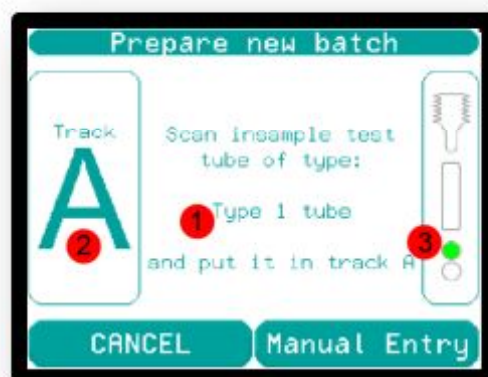 Prepare new batch
Track
A
2
Scan insample test
tube of type:
1
Type 1 tube
and put it in track A
3
CANCEL
Manual Entry